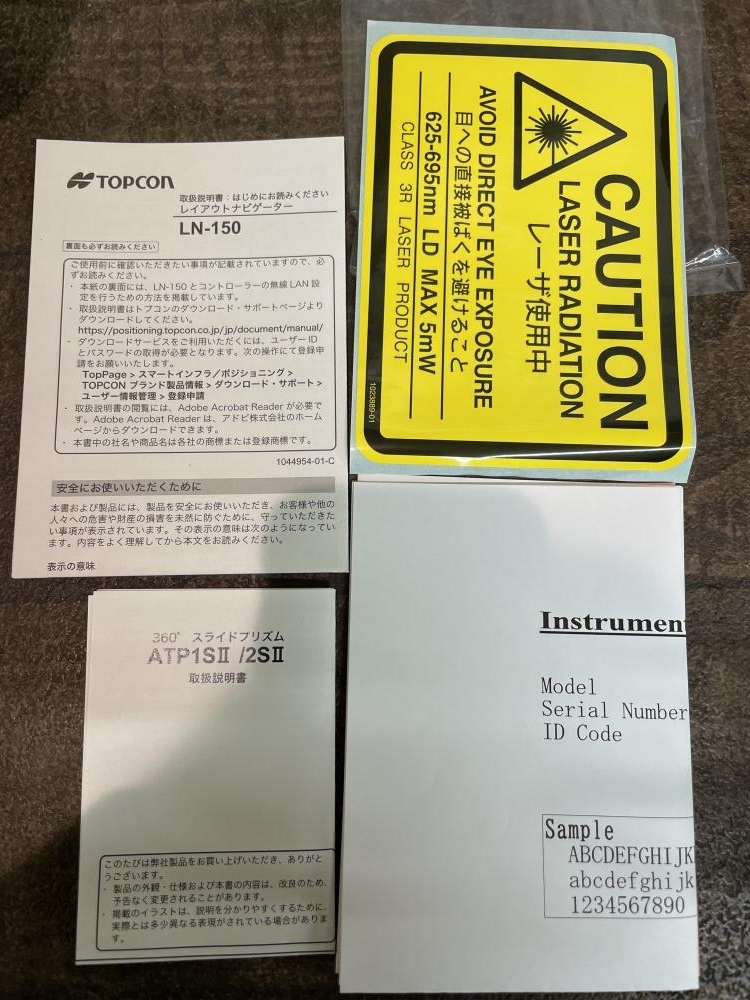 TOPCON
取扱説明書：はじめにお読みください
レイアウトナビゲーター
LN-150
裏面も必ずお読みください
ご使用前に確認いただきたい事項が記載されていますので、必
ずお読みください。
・ 本紙の裏面には、LN-150 とコントローラーの無線 LAN 設
定を行うための方法を掲載しています。
・ 取扱説明書はトプコンのダウンロード・サポートページより
ダウンロードしてください。
https://positioning.topcon.co.jp/jp/document/manual/
・ ダウンロードサービスをご利用いただくには、ユーザー ID
とパスワードの取得が必要となります。次の操作にて登録申
請をお願いいたします。
TopPage > スマートインフラ／ポジショニング >
TOPCON ブランド製品情報 > ダウンロード・サポート >
ユーザー情報管理 > 登録申請
・ 取扱説明書の閲覧には、Adobe Acrobat Reader が必要で
す。Adobe Acrobat Reader は、アドビ株式会社のホーム
ページからダウンロードできます。
・ 本書中の社名や商品名は各社の商標または登録商標です。
1044954-01-C
安全にお使いいただくために
本書および製品には、製品を安全にお使いいただき、お客様や他の
人々への危害や財産の損害を未然に防ぐために、守っていただきた
い事項が表示されています。その表示の意味は次のようになっていい
ます。内容をよく理解してから本文をお読みください。
表示の意味
CAUTION
LASER RADIATION
レーザ使用中
AVOID DIRECT EYE EXPOSURE
目への直接被ばくを避けること
625-695nm LD MAX 5mW
CLASS 3R LASER PRODUCT
1023889-01
360° スライドプリズム
ATP1SⅡ /2SⅡ
取扱説明書
このたびは弊社製品をお買い上げいただき、ありがと
うございます。
・ 製品の外観・仕様および本書の内容は、改良のため、
予告なく変更されることがあります。
・ 掲載のイラストは、説明を分かりやすくするために、
実際とは多少異なる表現がされている場合がありま
す。
Instrumen
Model
Serial Number
ID Code
Sample
ABCDEFGHIJK
abcdefghijk
1234567890